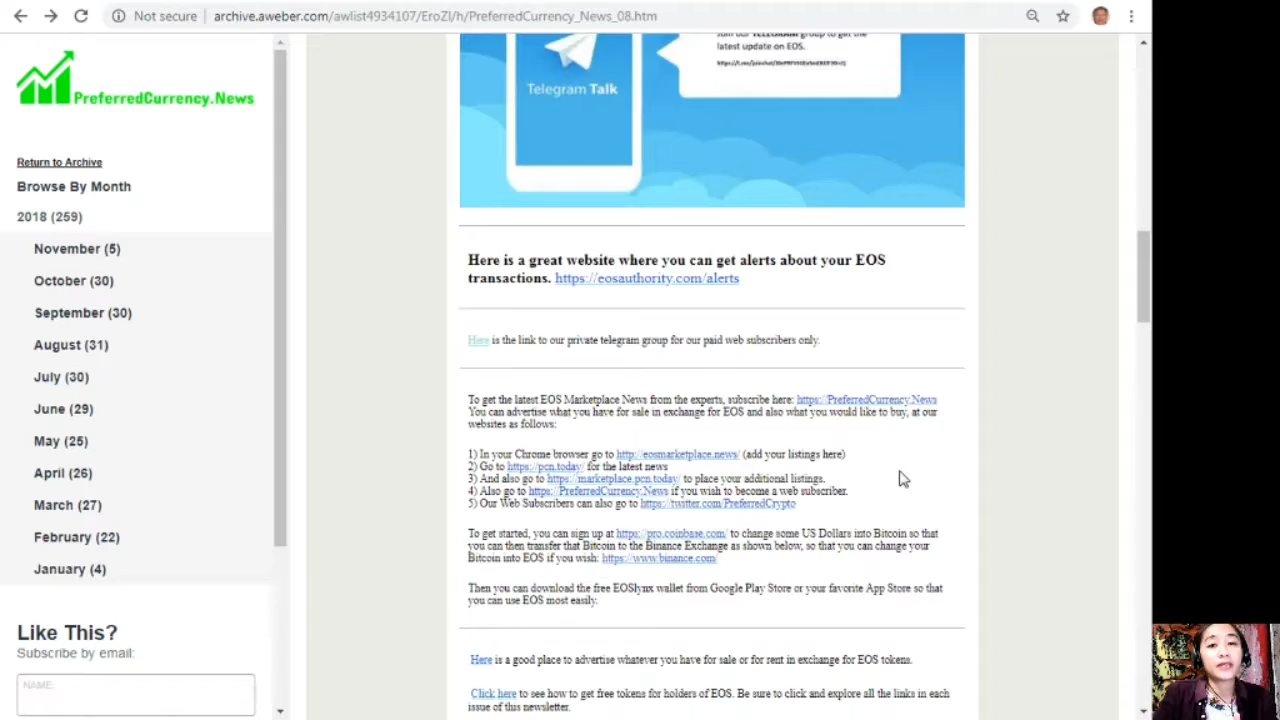 Not secure
archive.aweber.com/awlist4934107/EroZI/h/PreferredCurrency_News_08.htm
PreferredCurrency.News
Return to Archive
Browse By Month
2018 (259)
November (5)
October (30)
September (30)
August (31)
July (30)
June (29)
May (25)
April (26)
March (27)
February (22)
January (4)
Like This?
Subscribe by email:
NAME:
Telegram Talk
Join our TELEGRAM group to get the
latest update on EOS.
Here is a great website where you can get alerts about your EOS
transactions. https://eosauthority.com/alerts
Here is the link to our private telegram group for our paid web subscribers only.
To get the latest EOS Marketplace News from the experts, subscribe here: https://PreferredCurrency.News
You can advertise what you have for sale in exchange for EOS and also what you would like to buy, at our
websites as follows:
1) In your Chrome browser go to http://eosmarketplace.news/ (add your listings here)
2) Go to https://pcn.today/ for the latest news
3) And also go to https://marketplace.pcn.today/ to place your additional listings.
4) Also go to https://PreferredCurrency.News if you wish to become a web subscriber.
5) Our Web Subscribers can also go to https://twitter.com/PreferredCrypto
To get started, you can sign up at https://pro.coinbase.com/ to change some US Dollars into Bitcoin so that
you can then transfer that Bitcoin to the Binance Exchange as shown below, so that you can change your
Bitcoin into EOS if you wish: https://www.binance.com/
Then you can download the free EOSlynx wallet from Google Play Store or your favorite App Store so that
you can use EOS most easily.
Here is a good place to advertise whatever you have for sale or for rent in exchange for EOS tokens.
Click here to see how to get free tokens for holders of EOS. Be sure to click and explore all the links in each
issue of this newsletter.